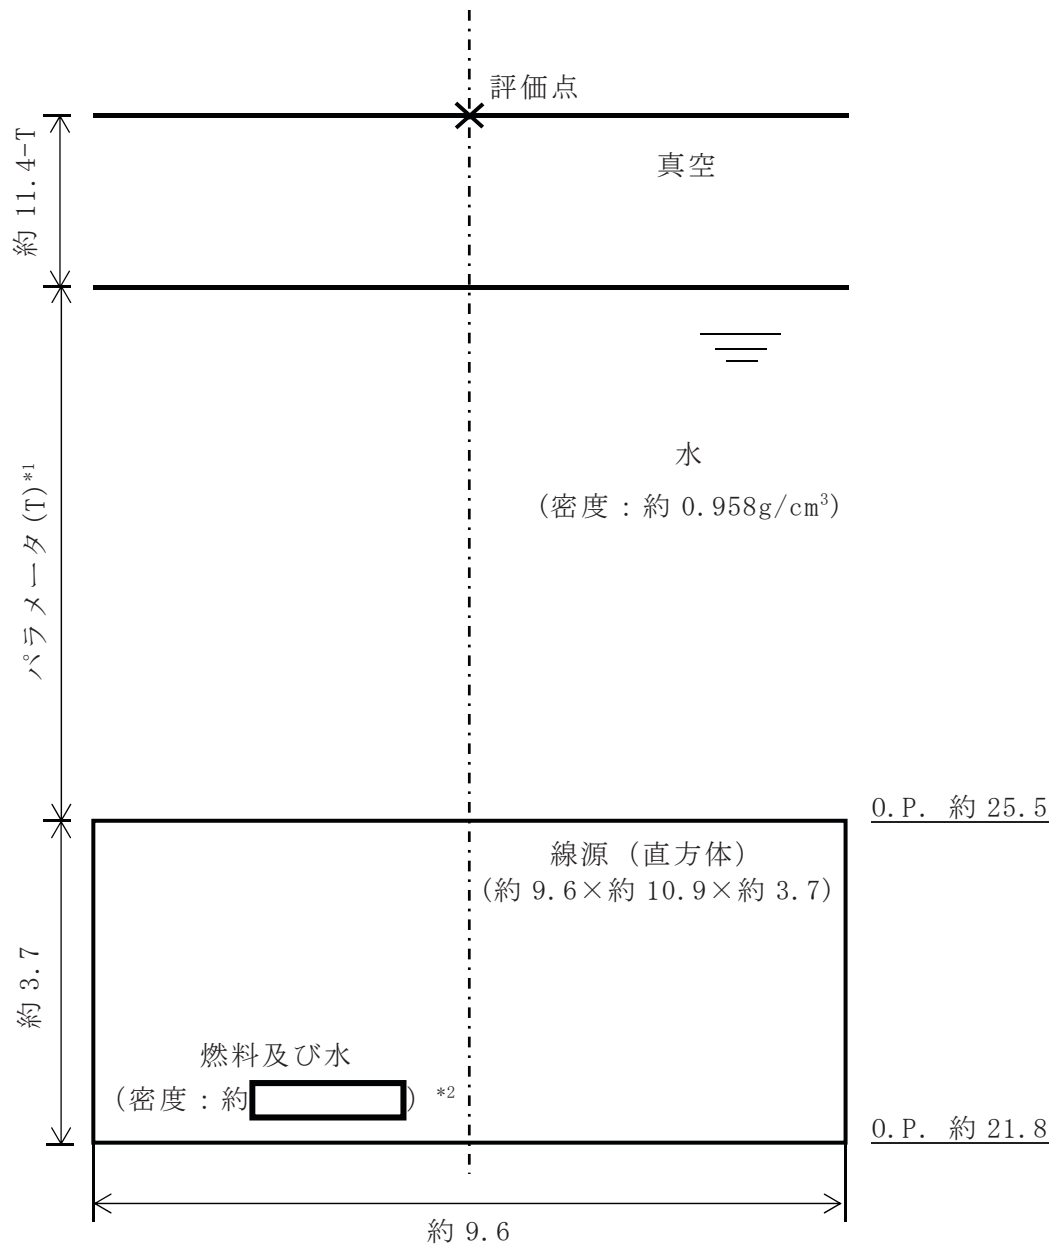 評価点
約 11.4-T
真空
水
(密度：約 0.958g/cm³)
パラメータ(T)*1
O.P. 約 25.5
線源（直方体）
(約 9.6×約 10.9×約 3.7)
約 3.7
燃料及び水
(密度：約 ) *2
O.P. 約 21.8
約 9.6